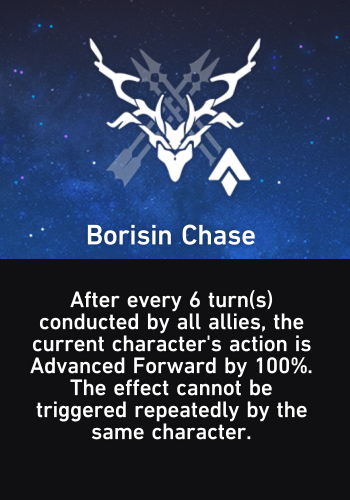 Borisin Chase
After every 6 turn(s)
conducted by all allies, the
current character's action is
Advanced Forward by 100%.
The effect cannot be
triggered repeatedly by the
same character.